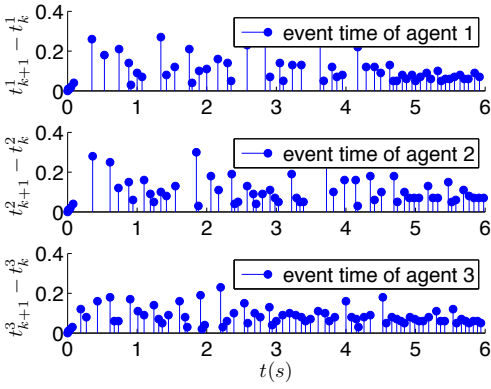 0.4
event time of agent 1
0.2
0
0 1 2 3 4 5 6
t^1_{k+1} − t^1_k
0.4
event time of agent 2
0.2
0
0 1 2 3 4 5 6
t^2_{k+1} − t^2_k
0.4
event time of agent 3
0.2
0
0 1 2 3 4 5 6
t^3_{k+1} − t^3_k
t(s)